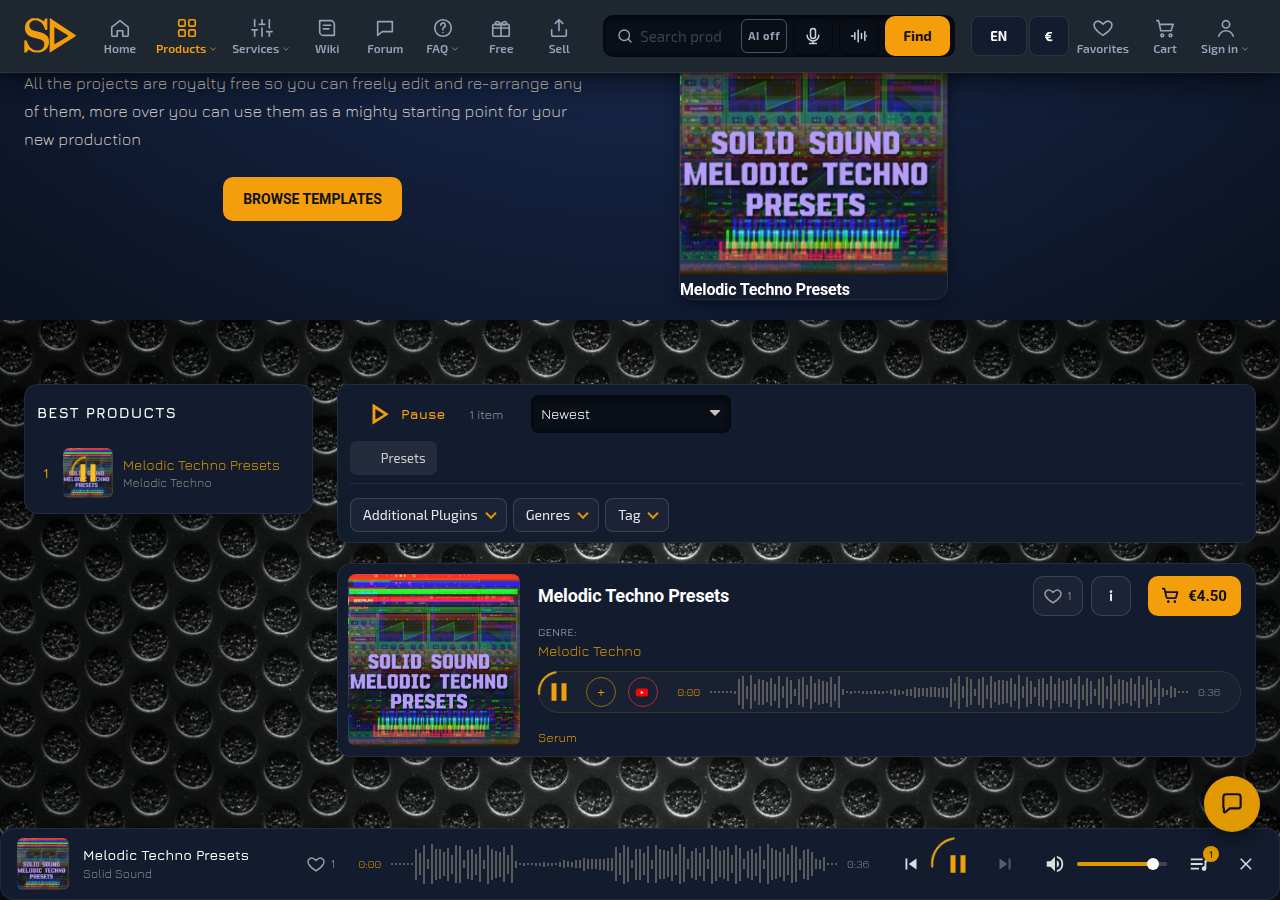 Home
Products
Services
Wiki
Forum
FAQ
Free
Sell
Search prod
AI off
Find
EN
€
Favorites
Cart
Sign in
All the projects are royalty free so you can freely edit and re-arrange any
of them, more over you can use them as a mighty starting point for your
new production
BROWSE TEMPLATES
SOLID SOUND
MELODIC TECHNO
PRESETS
Melodic Techno Presets
BEST PRODUCTS
1
Melodic Techno Presets
Melodic Techno
Pause
1 item
Newest
Presets
Additional Plugins
Genres
Tag
SOLID SOUND
MELODIC TECHNO
PRESETS
Melodic Techno Presets
1
i
€4.50
GENRE:
Melodic Techno
+
0:00
0:36
Serum
Melodic Techno Presets
Solid Sound
1
0:00
0:36
1